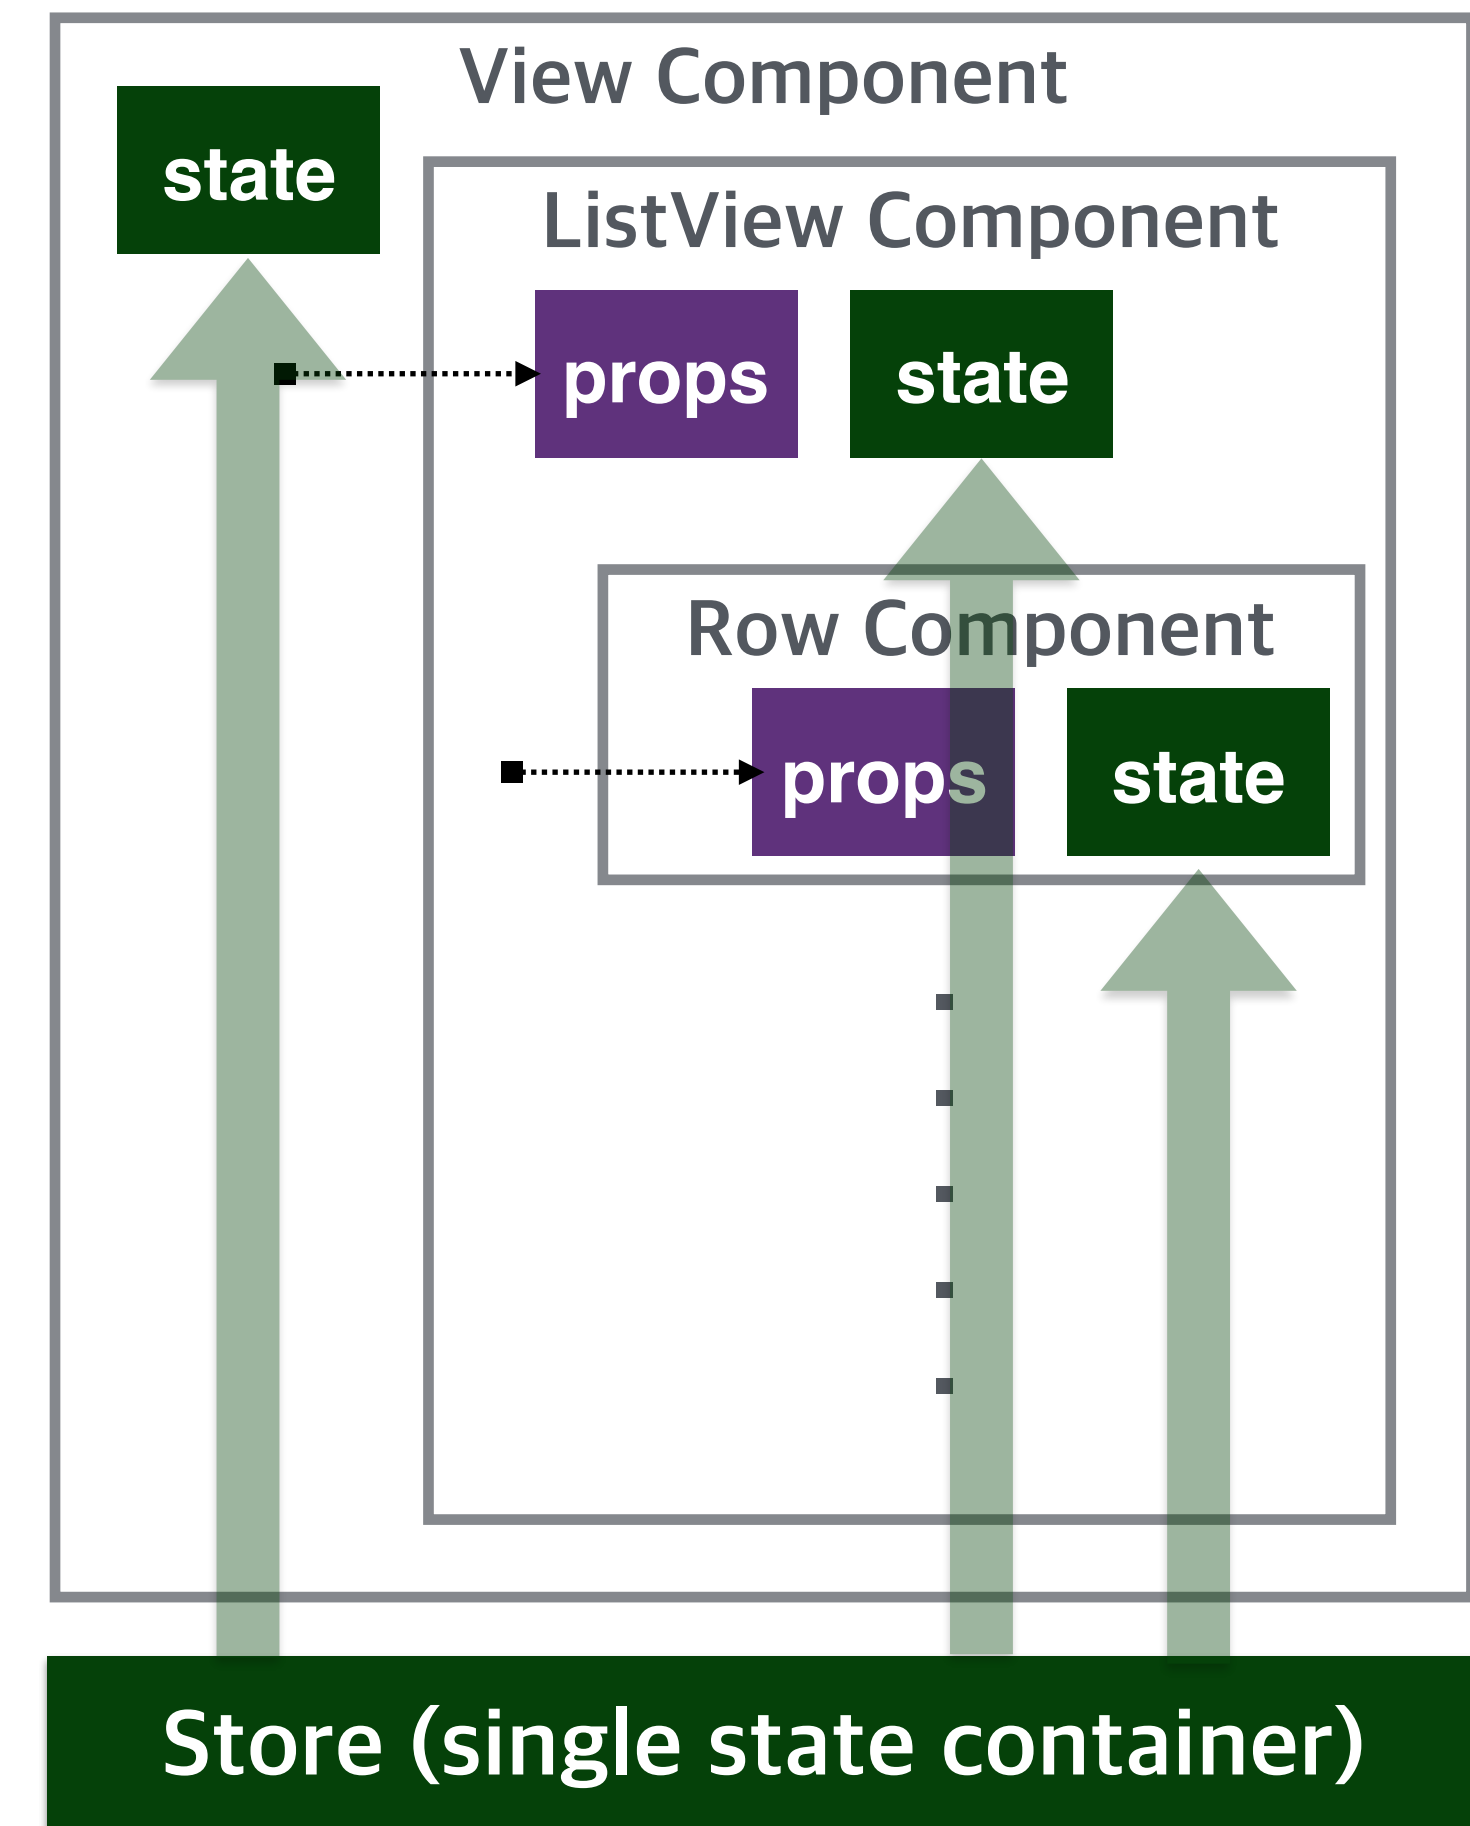 View Component
state
ListView Component
props
state
Row Component
props
state
Store (single state container)